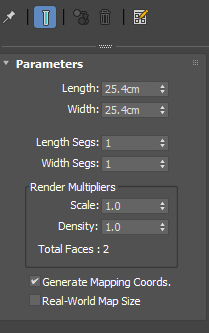 Parameters
Length: 25.4cm
Width: 25.4cm
Length Segs: 1
Width Segs: 1
Render Multipliers
Scale: 1.0
Density: 1.0
Total Faces : 2
Generate Mapping Coords.
Real-World Map Size